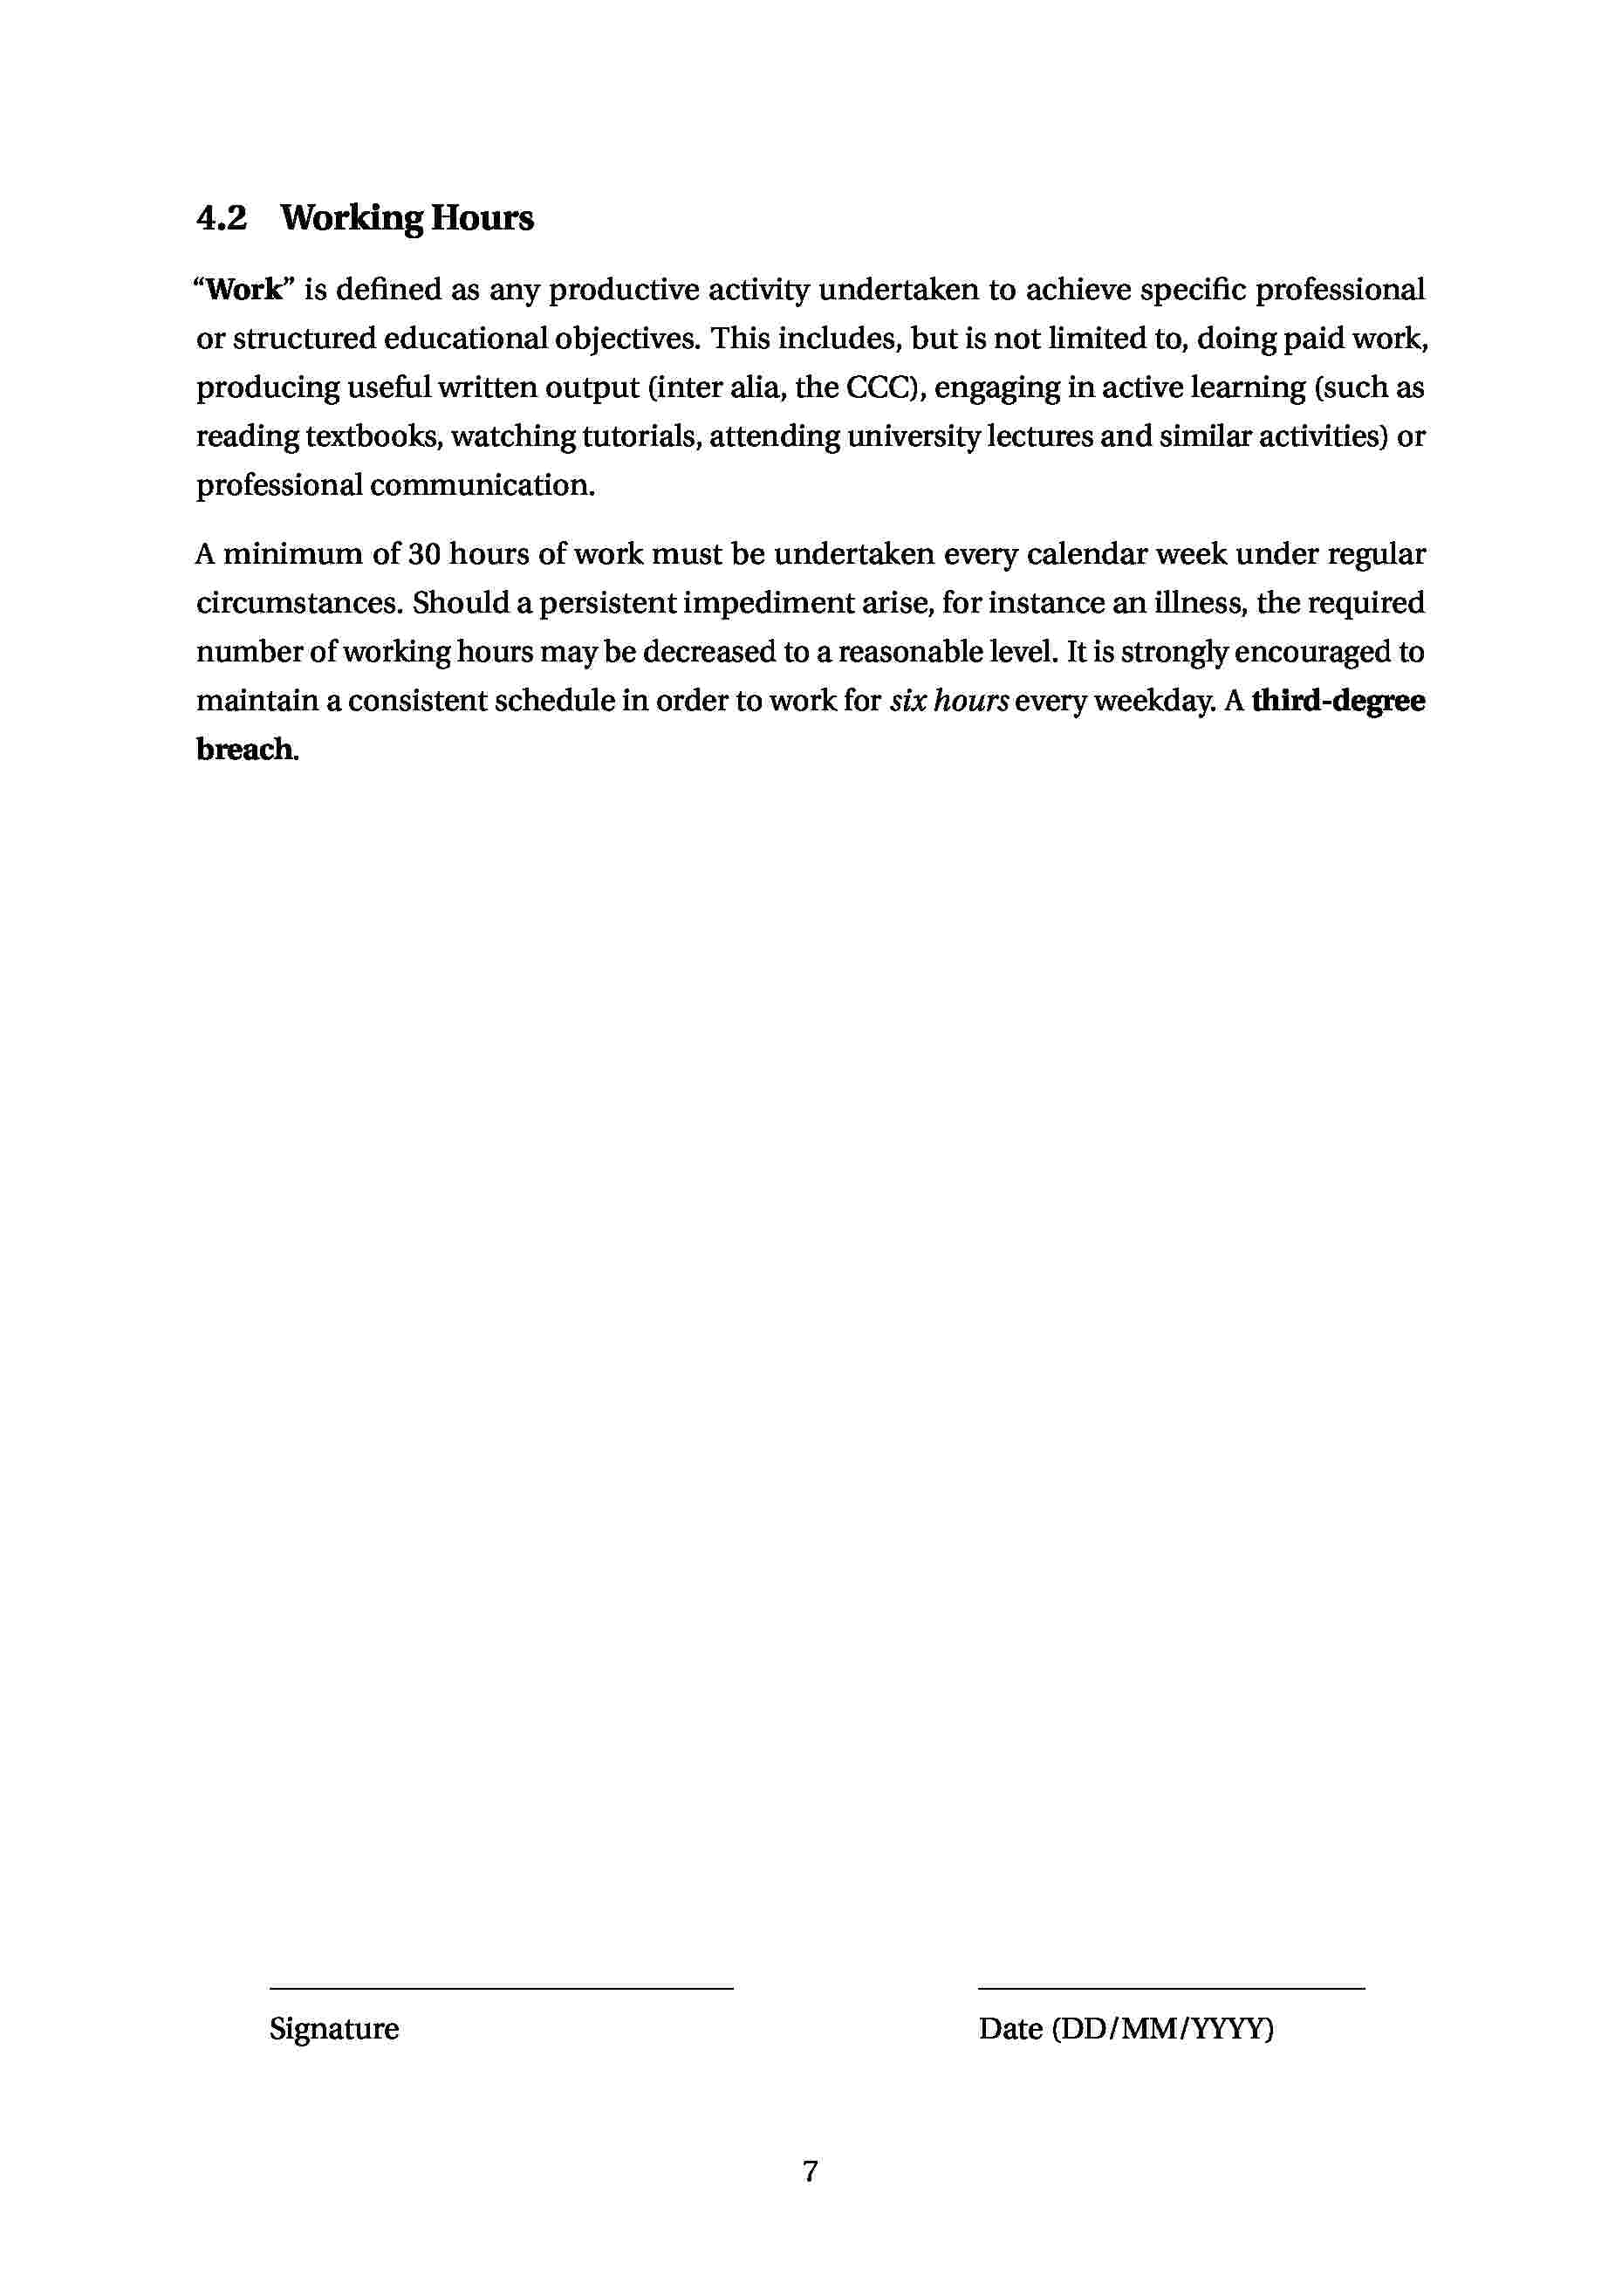 4.2 Working Hours
“Work” is defined as any productive activity undertaken to achieve specific professional
or structured educational objectives. This includes, but is not limited to, doing paid work,
producing useful written output (inter alia, the CCC), engaging in active learning (such as
reading textbooks, watching tutorials, attending university lectures and similar activities) or
professional communication.
A minimum of 30 hours of work must be undertaken every calendar week under regular
circumstances. Should a persistent impediment arise, for instance an illness, the required
number of working hours may be decreased to a reasonable level. It is strongly encouraged to
maintain a consistent schedule in order to work for six hours every weekday. A third-degree
breach.
Signature Date (DD/MM/YYYY)
7